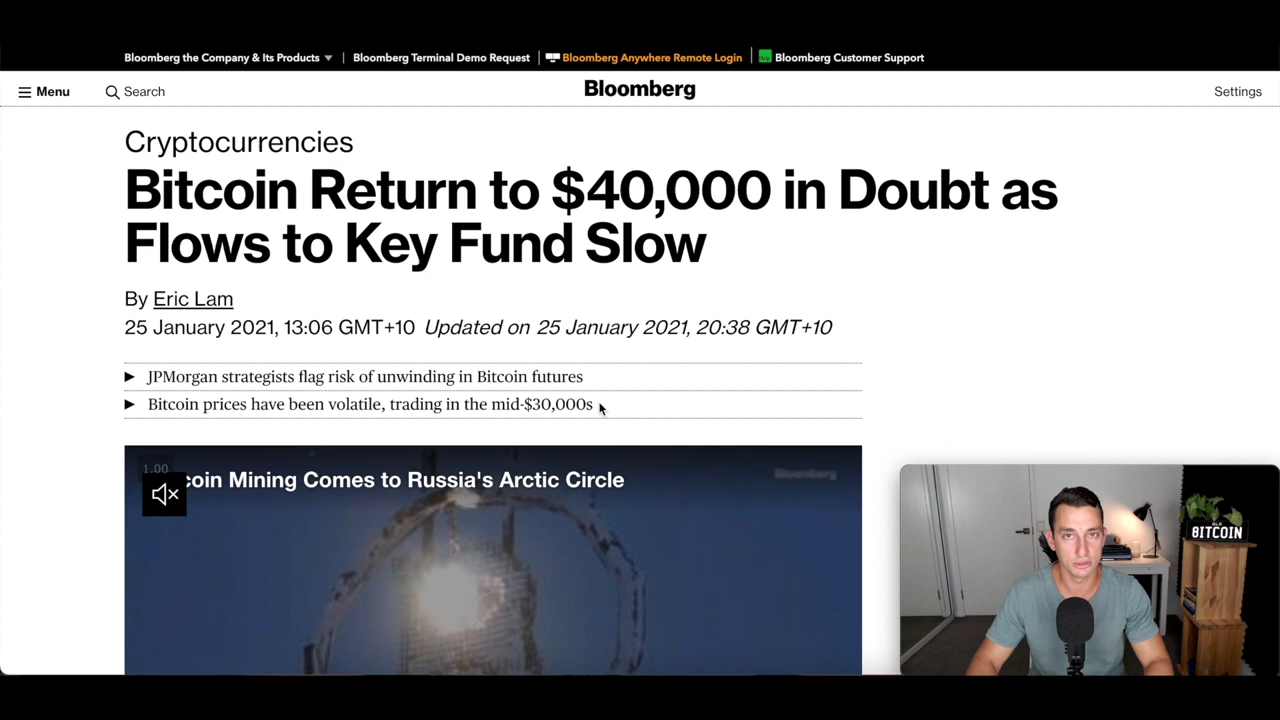 Bloomberg the Company & Its Products ▼ | Bloomberg Terminal Demo Request | Bloomberg Anywhere Remote Login | Bloomberg Customer Support
Menu Search Bloomberg Settings
Cryptocurrencies
Bitcoin Return to $40,000 in Doubt as
Flows to Key Fund Slow
By Eric Lam
25 January 2021, 13:06 GMT+10 Updated on 25 January 2021, 20:38 GMT+10
JPMorgan strategists flag risk of unwinding in Bitcoin futures
Bitcoin prices have been volatile, trading in the mid-$30,000s
1.00
coin Mining Comes to Russia's Arctic Circle
Bloomberg
BITCOIN